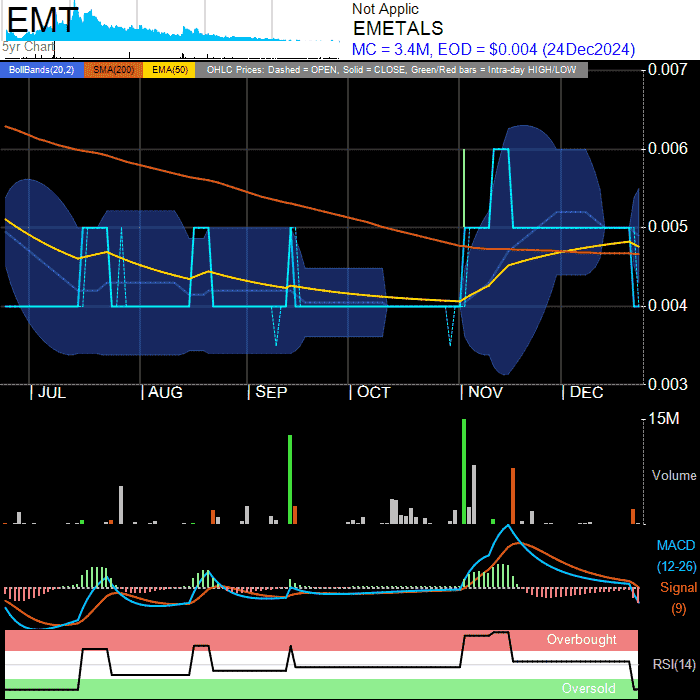 EMT
5yr Chart
Not Applic
EMETALS
MC = 3.4M, EOD = $0.004 (24Dec2024)
BollBands(20,2) SMA(200) EMA(50) OHLC Prices: Dashed = OPEN, Solid = CLOSE, Green/Red bars = Intra-day HIGH/LOW
0.007
0.006
0.005
0.004
0.003
JUL AUG SEP OCT NOV DEC
15M
Volume
MACD
(12-26)
Signal
(9)
Overbought
RSI(14)
Oversold